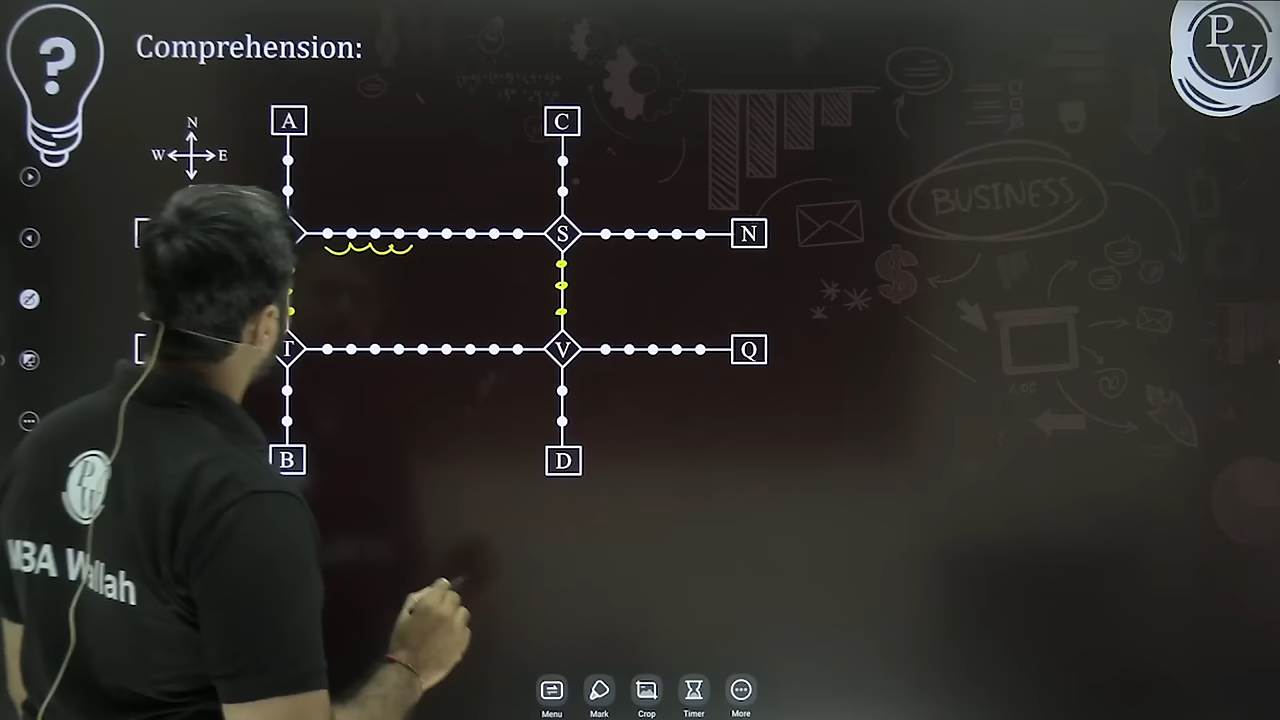 Comprehension:
P
W
A
C
N
W E
BUSINESS
S
N
T
V
Q
B
D
P
W
MBA Wallah
Menu Mark Crop Timer More